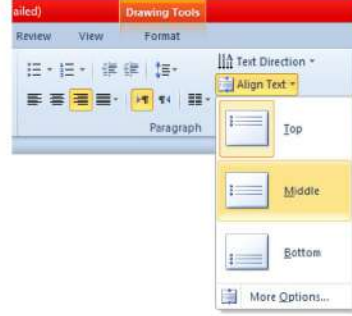 ailed) Drawing Tools
Review View Format
Text Direction
Align Text
Paragraph
Top
Middle
Bottom
More Options...